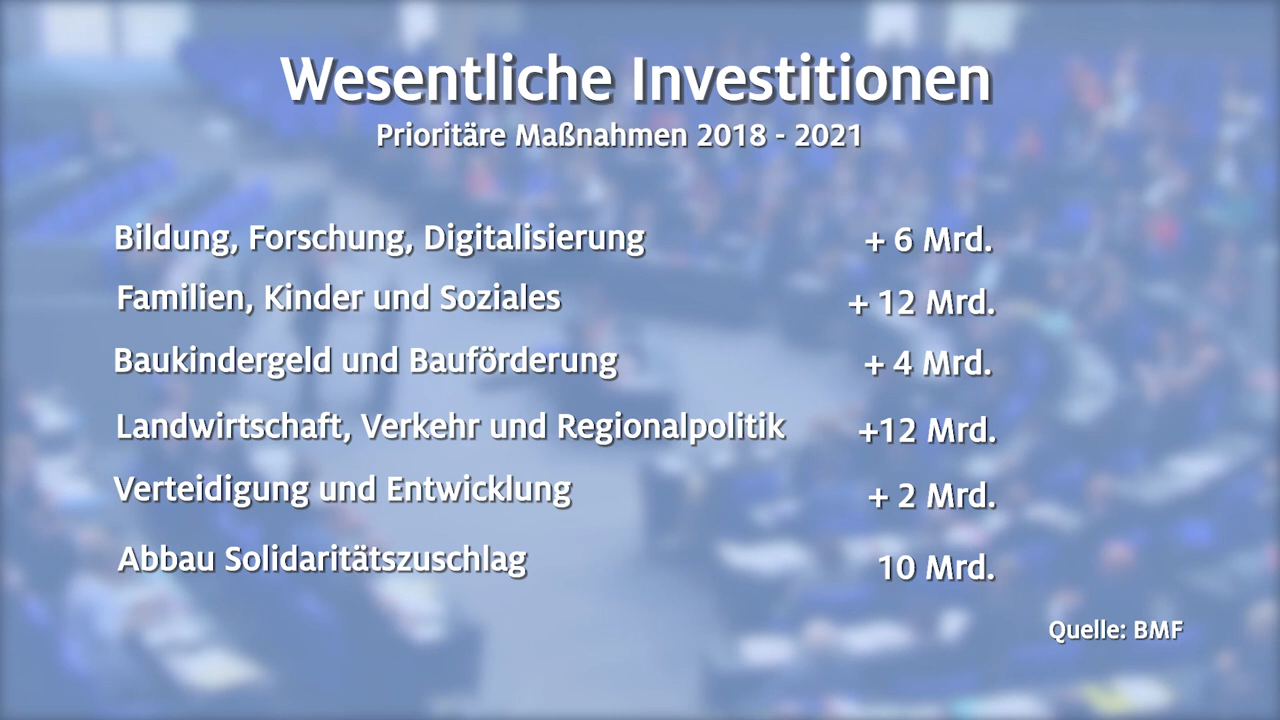 Wesentliche Investitionen
Prioritäre Maßnahmen 2018 - 2021
Bildung, Forschung, Digitalisierung + 6 Mrd.
Familien, Kinder und Soziales + 12 Mrd.
Baukindergeld und Bauförderung + 4 Mrd.
Landwirtschaft, Verkehr und Regionalpolitik +12 Mrd.
Verteidigung und Entwicklung + 2 Mrd.
Abbau Solidaritätszuschlag 10 Mrd.
Quelle: BMF